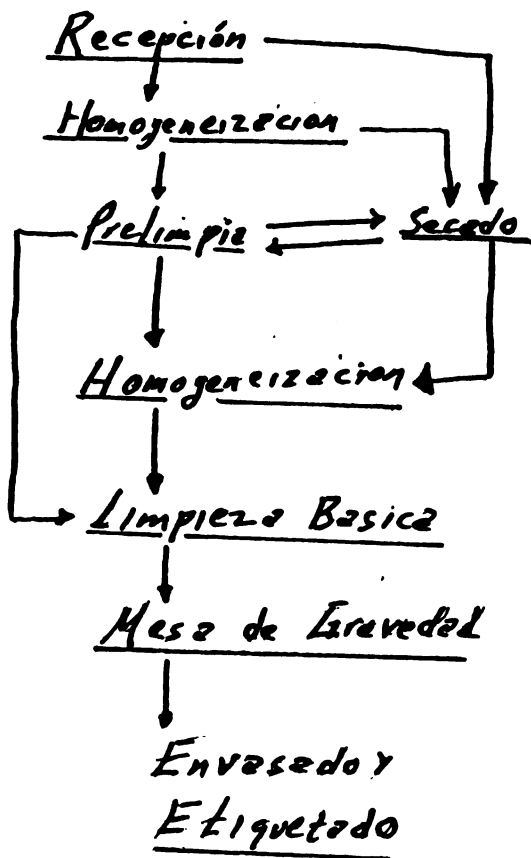 Recepción
Homogeneizacion
Prelimpia
Secado
Homogeneizacion
Limpieza Basica
Mesa de Gravedad
Envasado y
Etiquetado